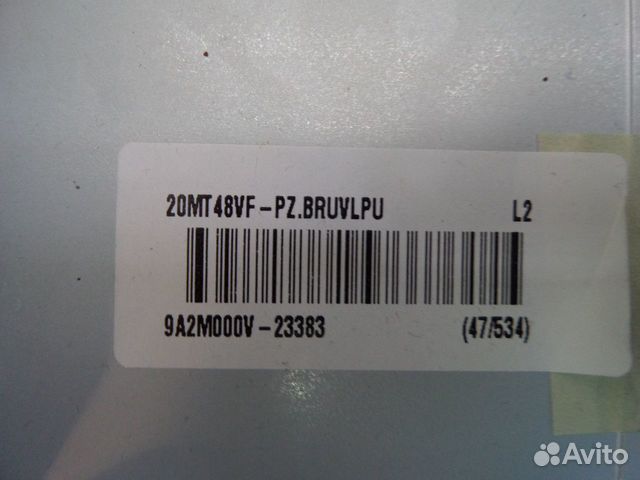 20MT48VF-PZ.BRUVLPU L2
9A2M000V-23383 (47/534)
Avito